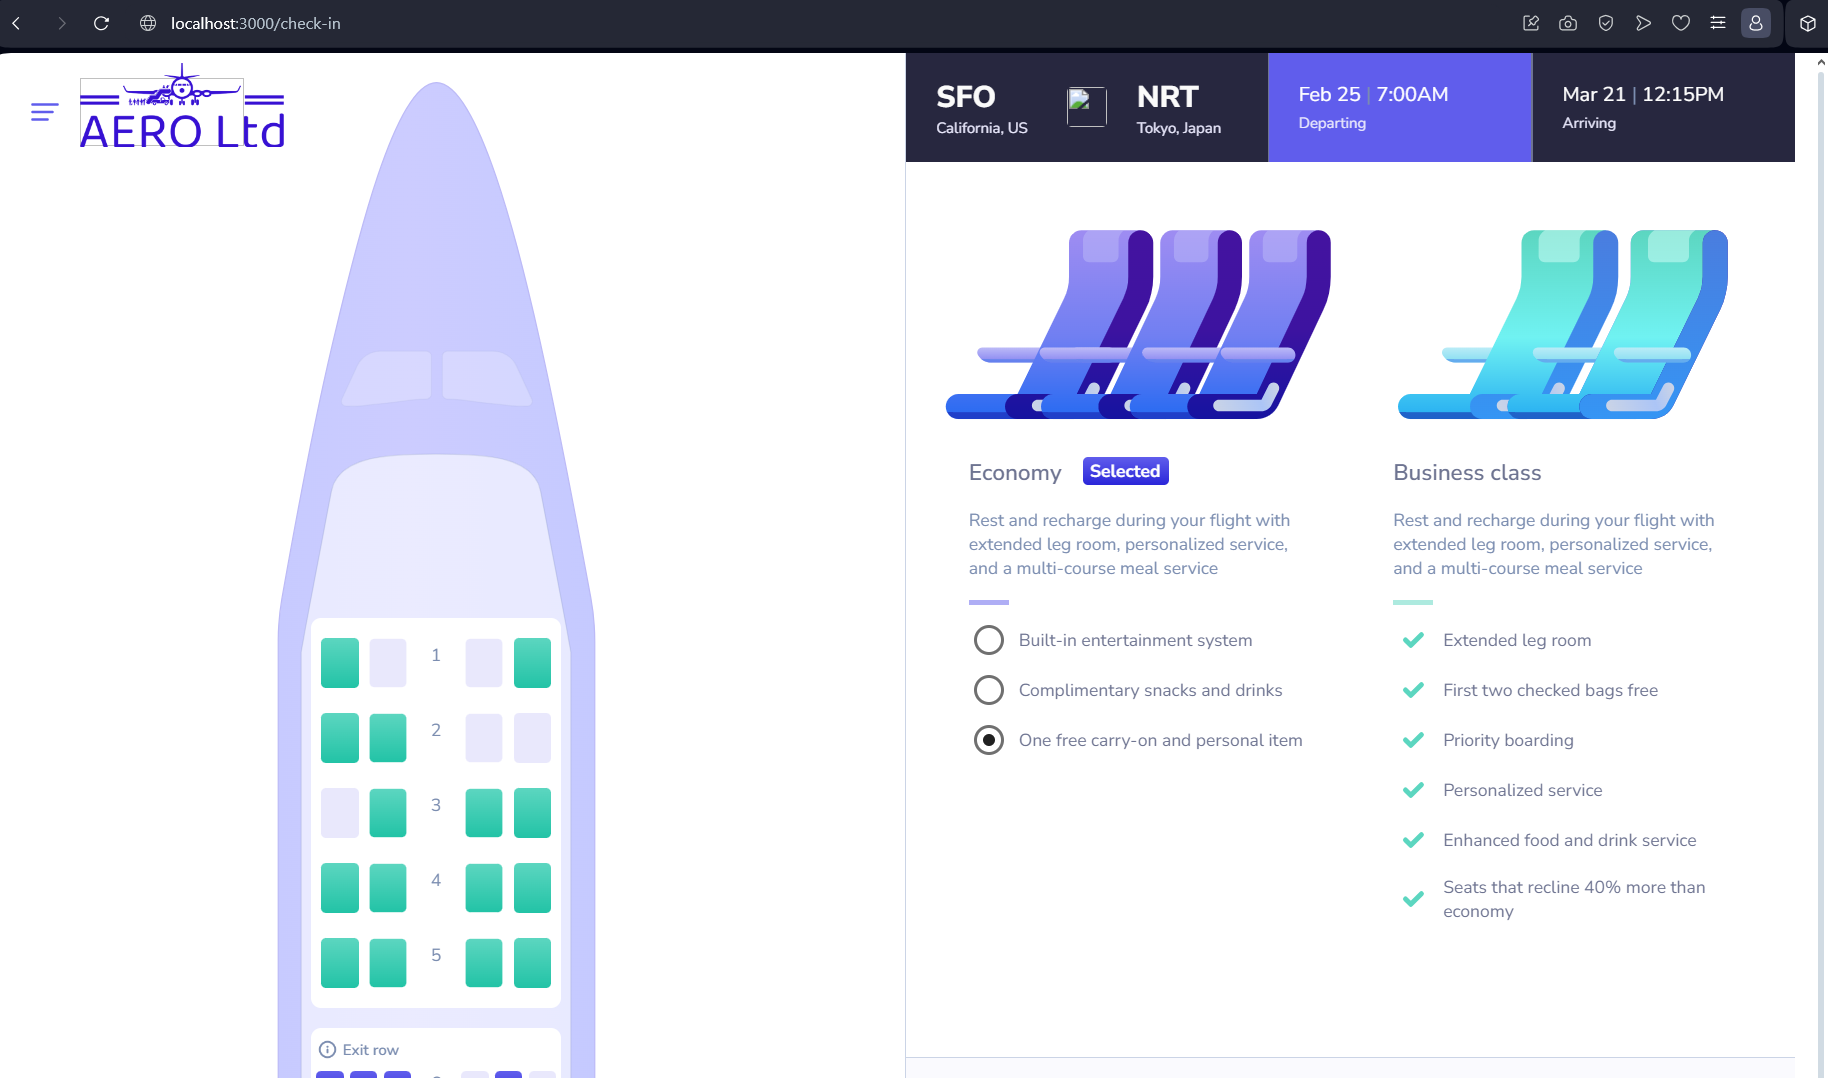 localhost:3000/check-in
AERO Ltd
SFO
California, US
NRT
Tokyo, Japan
Feb 25 | 7:00AM
Departing
Mar 21 | 12:15PM
Arriving
Economy
Selected
Rest and recharge during your flight with
extended leg room, personalized service,
and a multi-course meal service
Built-in entertainment system
Complimentary snacks and drinks
One free carry-on and personal item
Business class
Rest and recharge during your flight with
extended leg room, personalized service,
and a multi-course meal service
Extended leg room
First two checked bags free
Priority boarding
Personalized service
Enhanced food and drink service
Seats that recline 40% more than
economy
1
2
3
4
5
Exit row